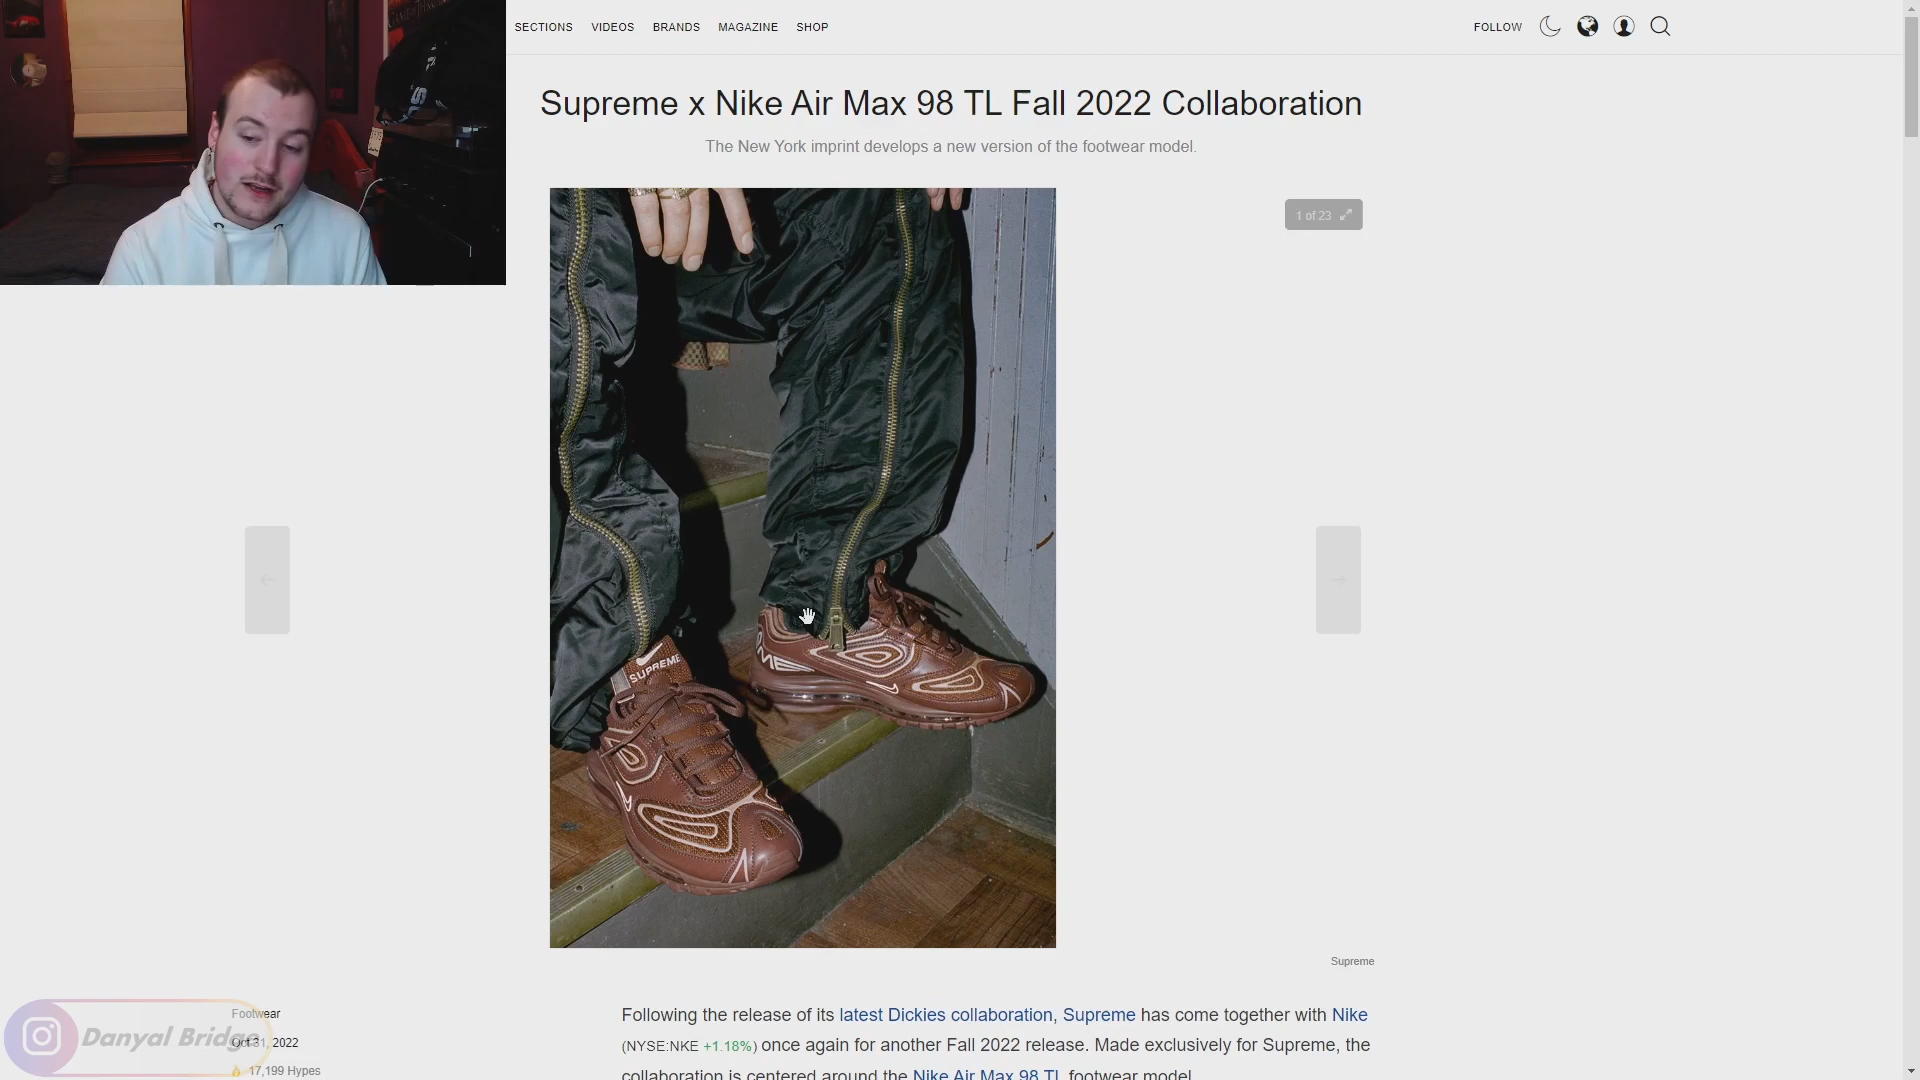 SECTIONS VIDEOS BRANDS MAGAZINE SHOP FOLLOW
Supreme x Nike Air Max 98 TL Fall 2022 Collaboration
The New York imprint develops a new version of the footwear model.
1 of 23
SUPREME
Supreme
Footwear
Oct 31, 2022
17,199 Hypes
Danyal Bridge
Following the release of its latest Dickies collaboration, Supreme has come together with Nike
(NYSE:NKE +1.18%) once again for another Fall 2022 release. Made exclusively for Supreme, the
collaboration is centered around the Nike Air Max 98 TL footwear model.